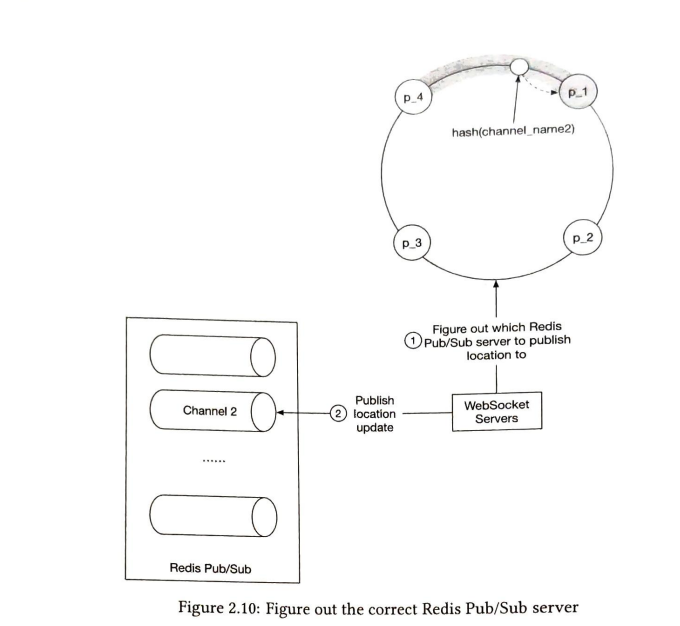 p_4
p_1
hash(channel_name2)
p_3
p_2
1
Figure out which Redis
Pub/Sub server to publish
location to
Channel 2
2
Publish
location
update
WebSocket
Servers
......
Redis Pub/Sub
Figure 2.10: Figure out the correct Redis Pub/Sub server